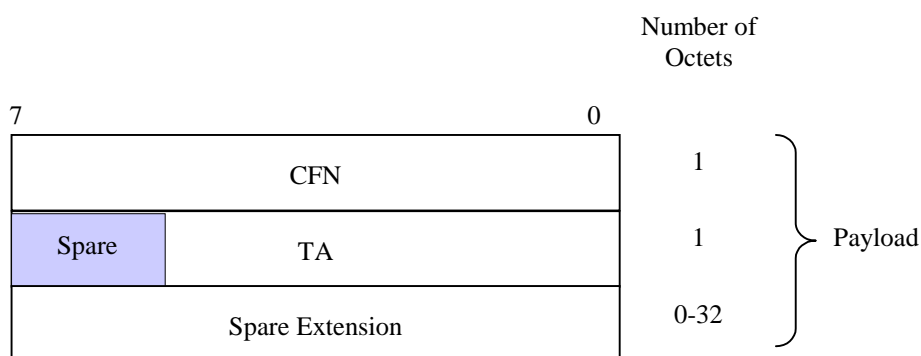 Number of
Octets
7 0
CFN 1
Spare TA 1
Payload
Spare Extension 0-32